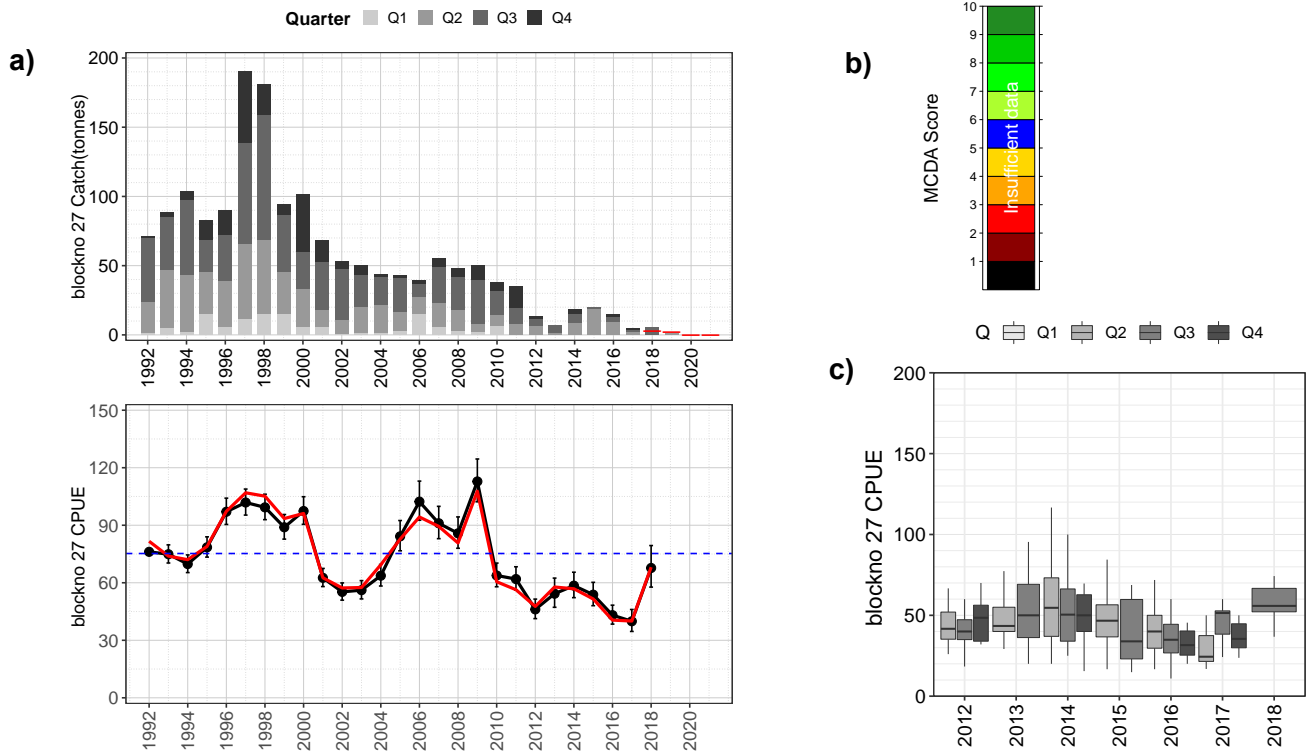 Quarter Q1 Q2 Q3 Q4
a)
blockno 27 Catch(tonnes)
200
150
100
50
0
1992 1994 1996 1998 2000 2002 2004 2006 2008 2010 2012 2014 2016 2018 2020
blockno 27 CPUE
150
120
90
60
30
0
1992 1994 1996 1998 2000 2002 2004 2006 2008 2010 2012 2014 2016 2018 2020
b)
MCDA Score
10
9
8
7
6
5
4
3
2
1
Insufficient data
Q Q1 Q2 Q3 Q4
c)
blockno 27 CPUE
200
150
100
50
0
2012 2013 2014 2015 2016 2017 2018